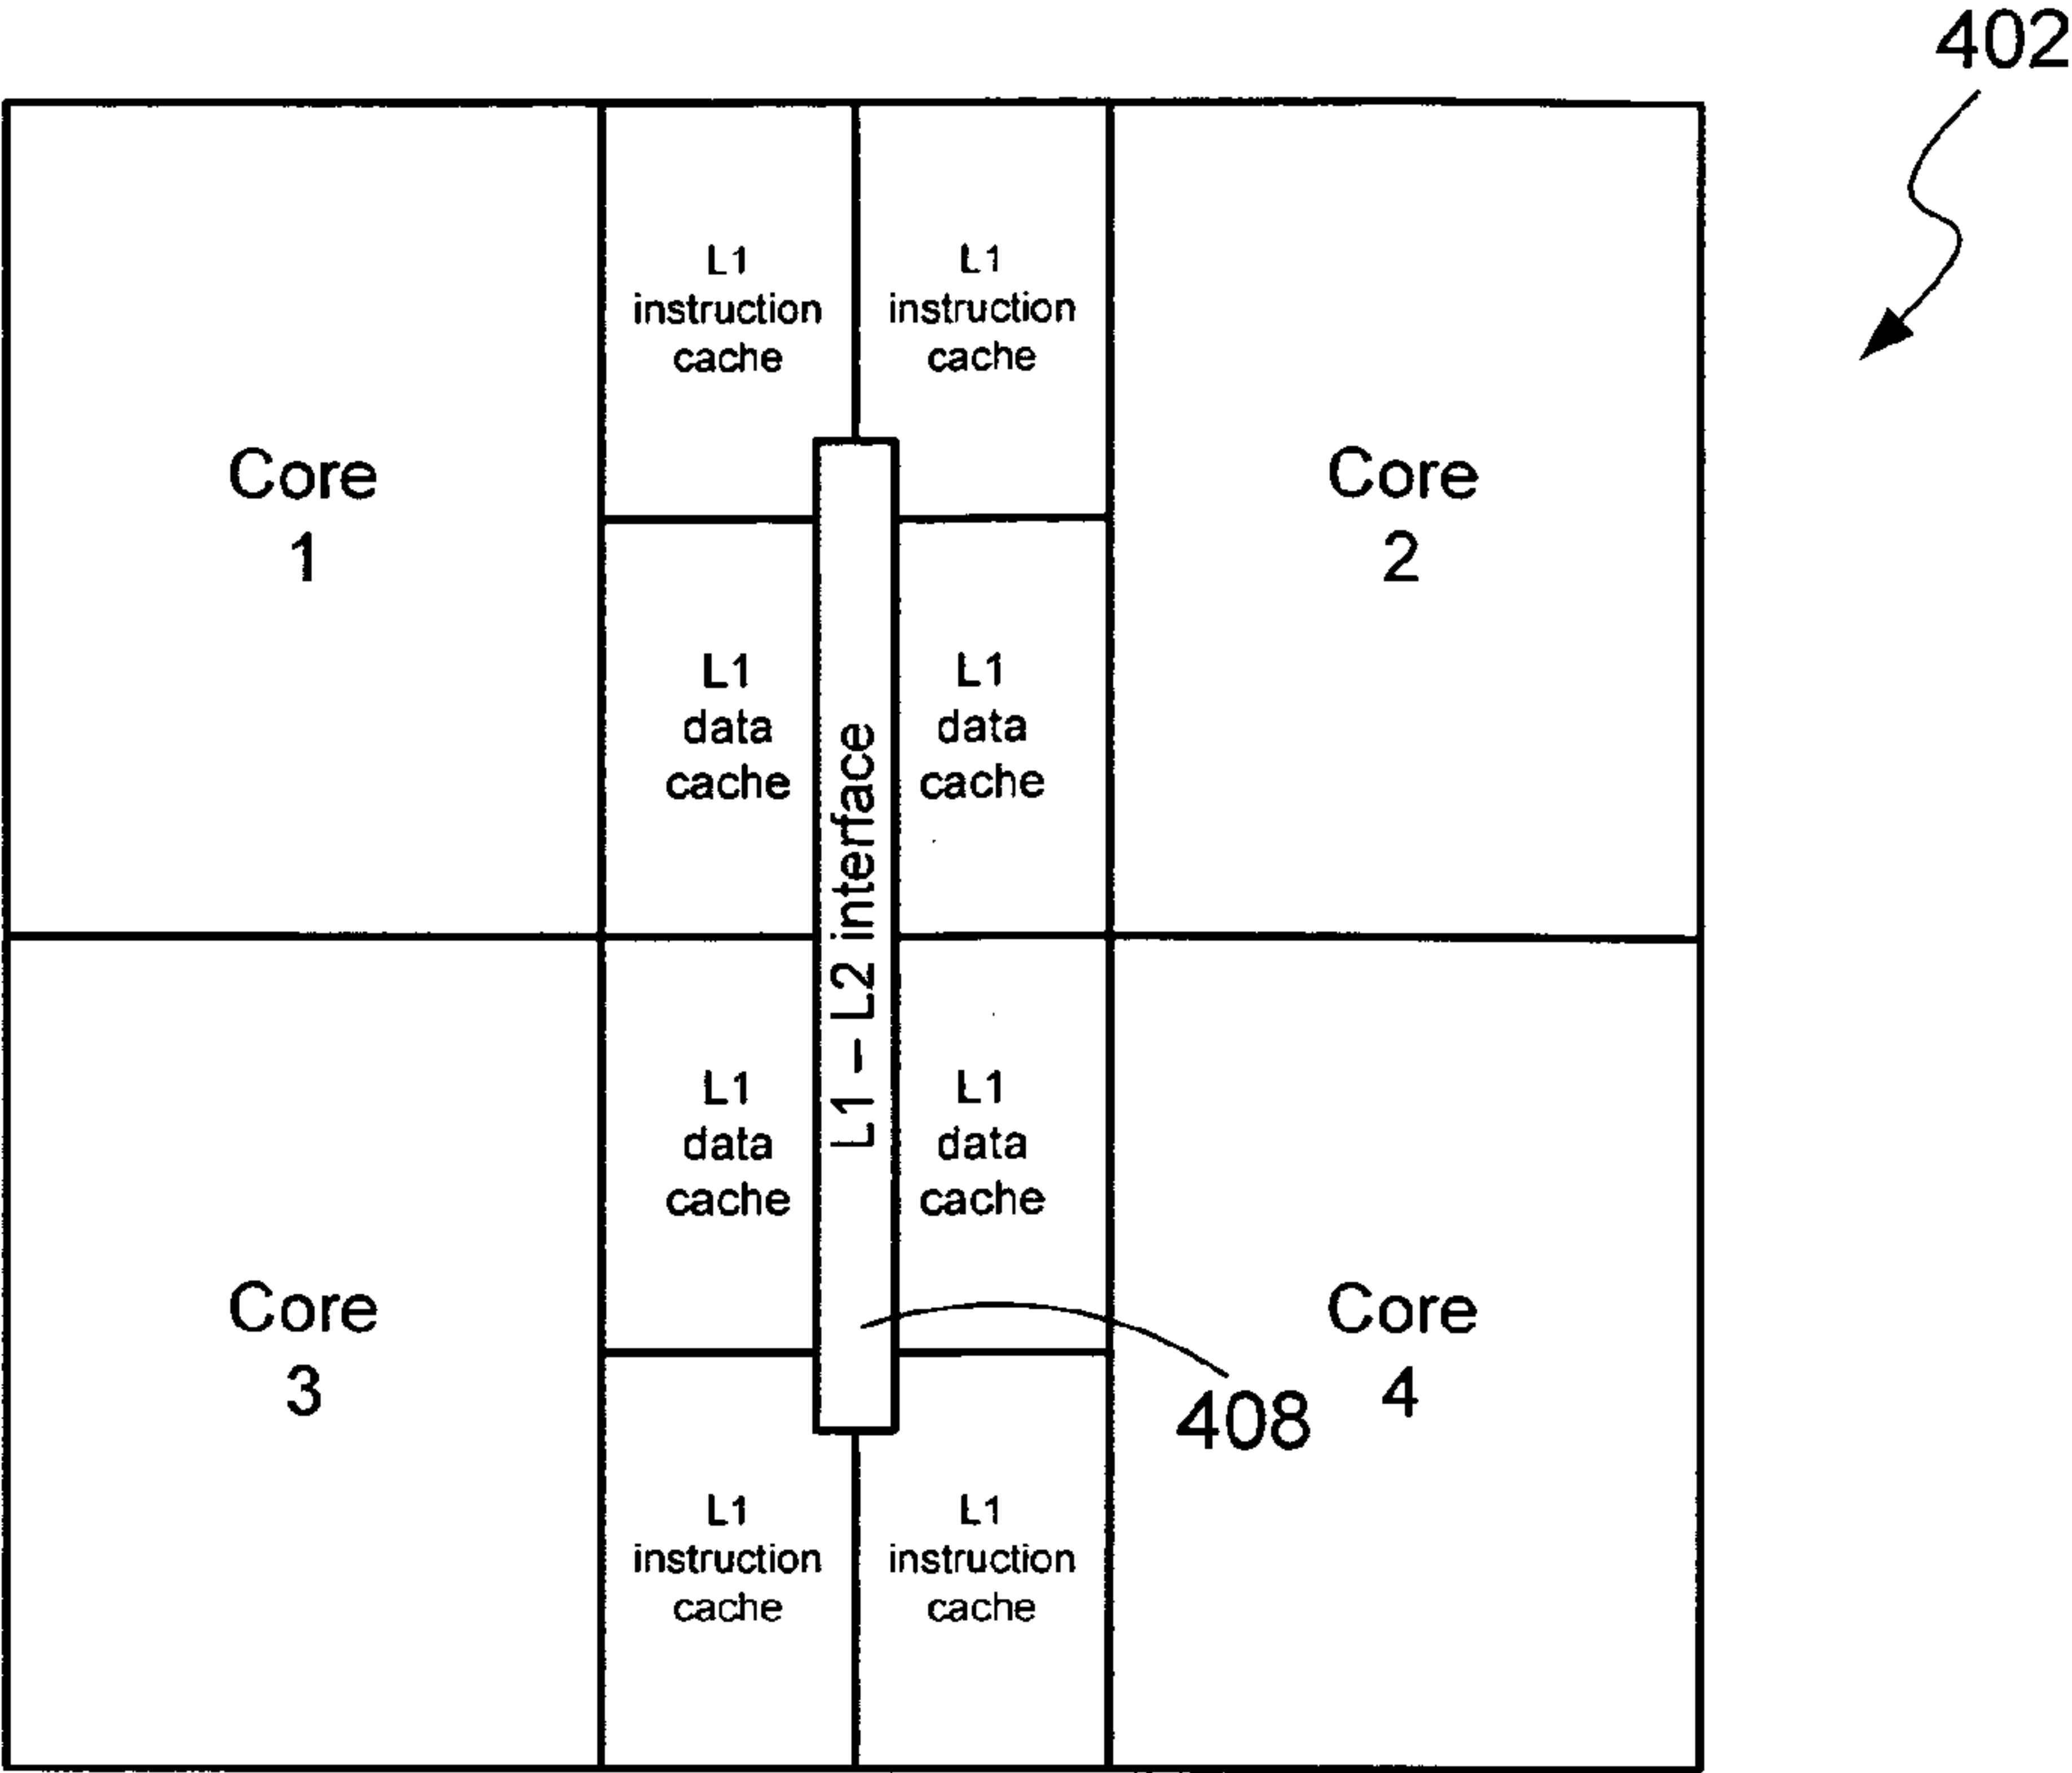 402
L1
instruction
cache
L1
instruction
cache
Core
1
Core
2
L1
data
cache
L1
data
cache
L1 – L2 interface
L1
data
cache
L1
data
cache
Core
3
Core
4
408
L1
instruction
cache
L1
instruction
cache